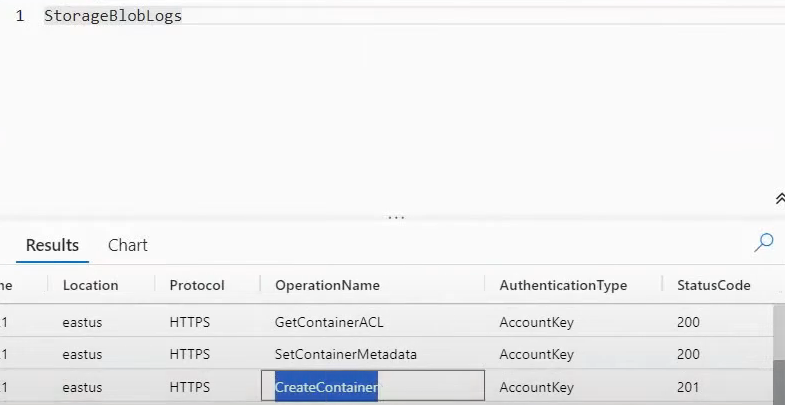 1 StorageBlobLogs
...
Results Chart
ne Location Protocol OperationName AuthenticationType StatusCode
1 eastus HTTPS GetContainerACL AccountKey 200
1 eastus HTTPS SetContainerMetadata AccountKey 200
1 eastus HTTPS CreateContainer AccountKey 201